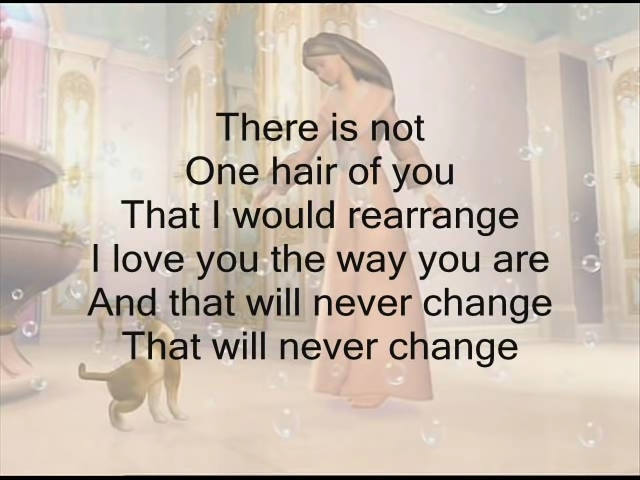 There is not
One hair of you
That I would rearrange
I love you the way you are
And that will never change
That will never change